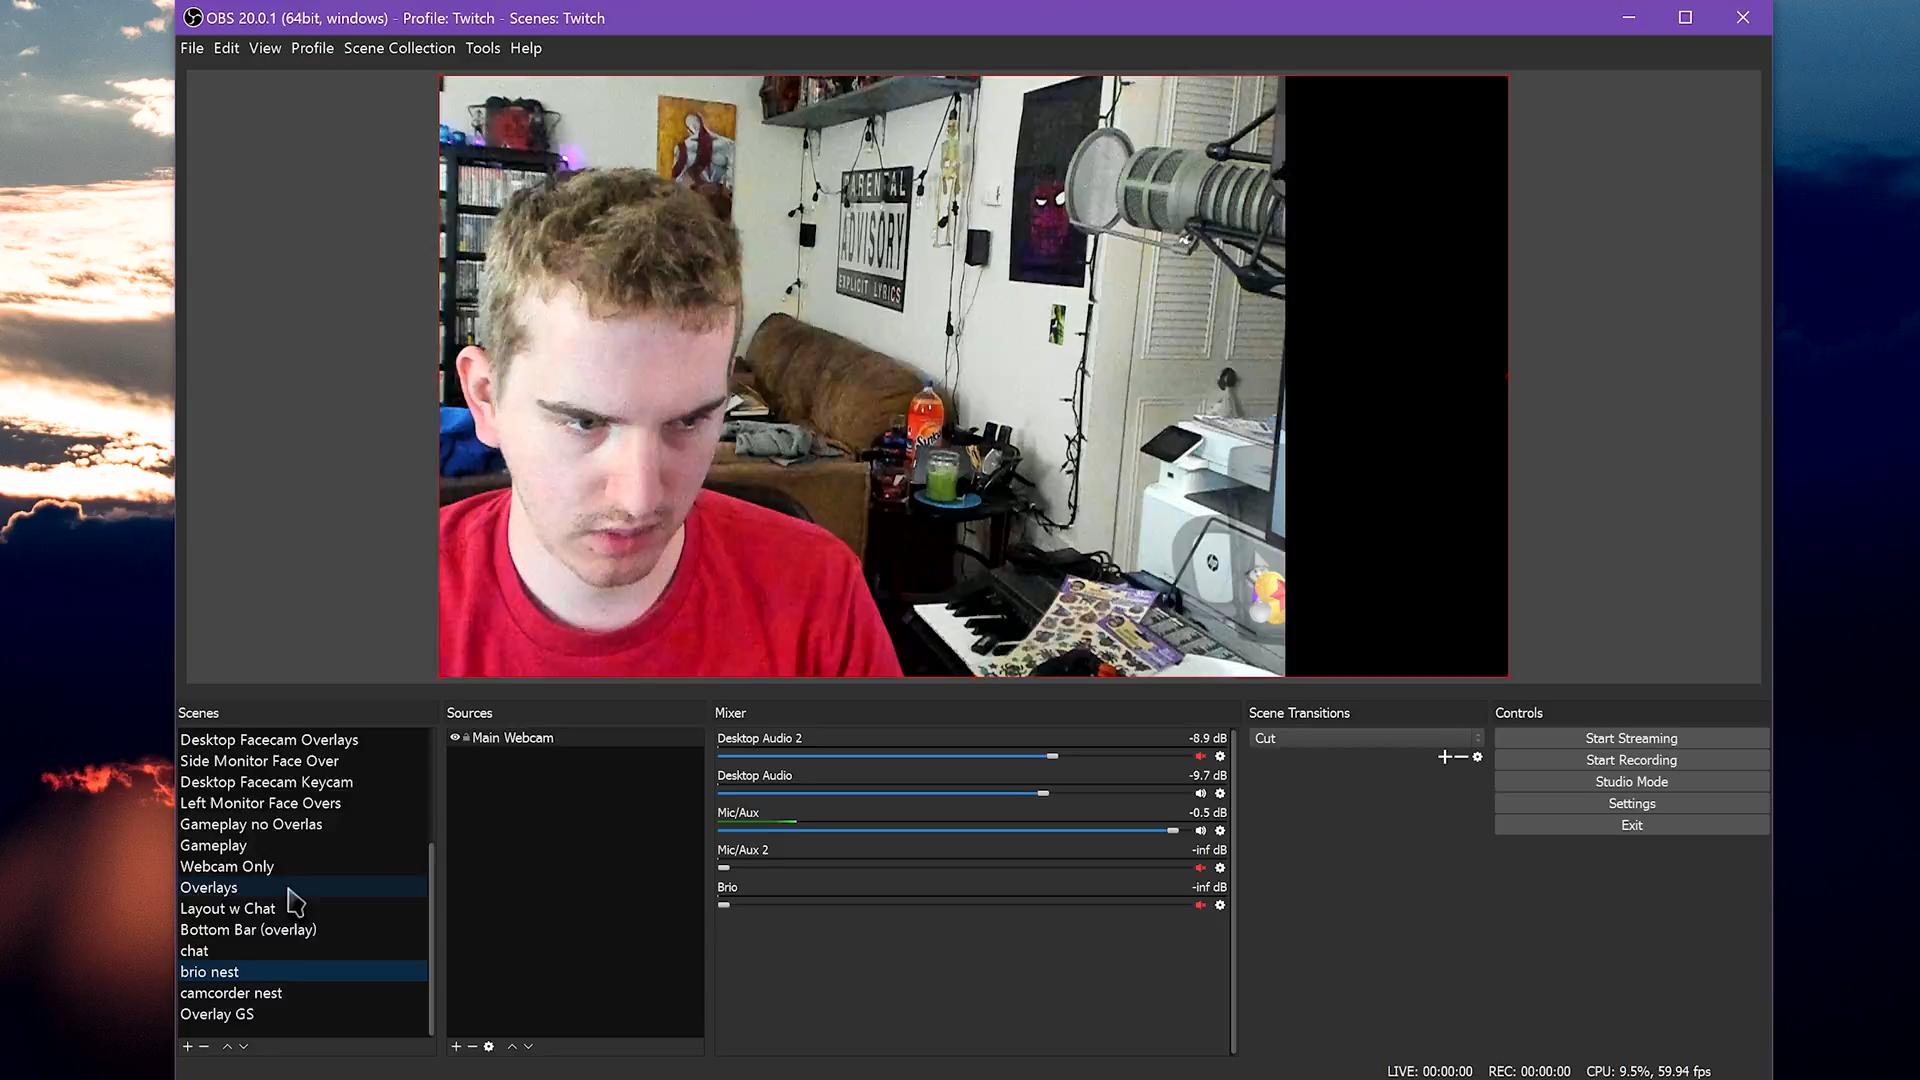 OBS 20.0.1 (64bit, windows) - Profile: Twitch - Scenes: Twitch
File Edit View Profile Scene Collection Tools Help
PARENTAL
ADVISORY
EXPLICIT LYRICS
Scenes
Desktop Facecam Overlays
Side Monitor Face Over
Desktop Facecam Keycam
Left Monitor Face Overs
Gameplay no Overlas
Gameplay
Webcam Only
Overlays
Layout w Chat
Bottom Bar (overlay)
chat
brio nest
camcorder nest
Overlay GS
Sources
Main Webcam
Mixer
Desktop Audio 2 -8.9 dB
Desktop Audio -9.7 dB
Mic/Aux -0.5 dB
Mic/Aux 2 -inf dB
Brio -inf dB
Scene Transitions
Cut
Controls
Start Streaming
Start Recording
Studio Mode
Settings
Exit
LIVE: 00:00:00 REC: 00:00:00 CPU: 9.5%, 59.94 fps